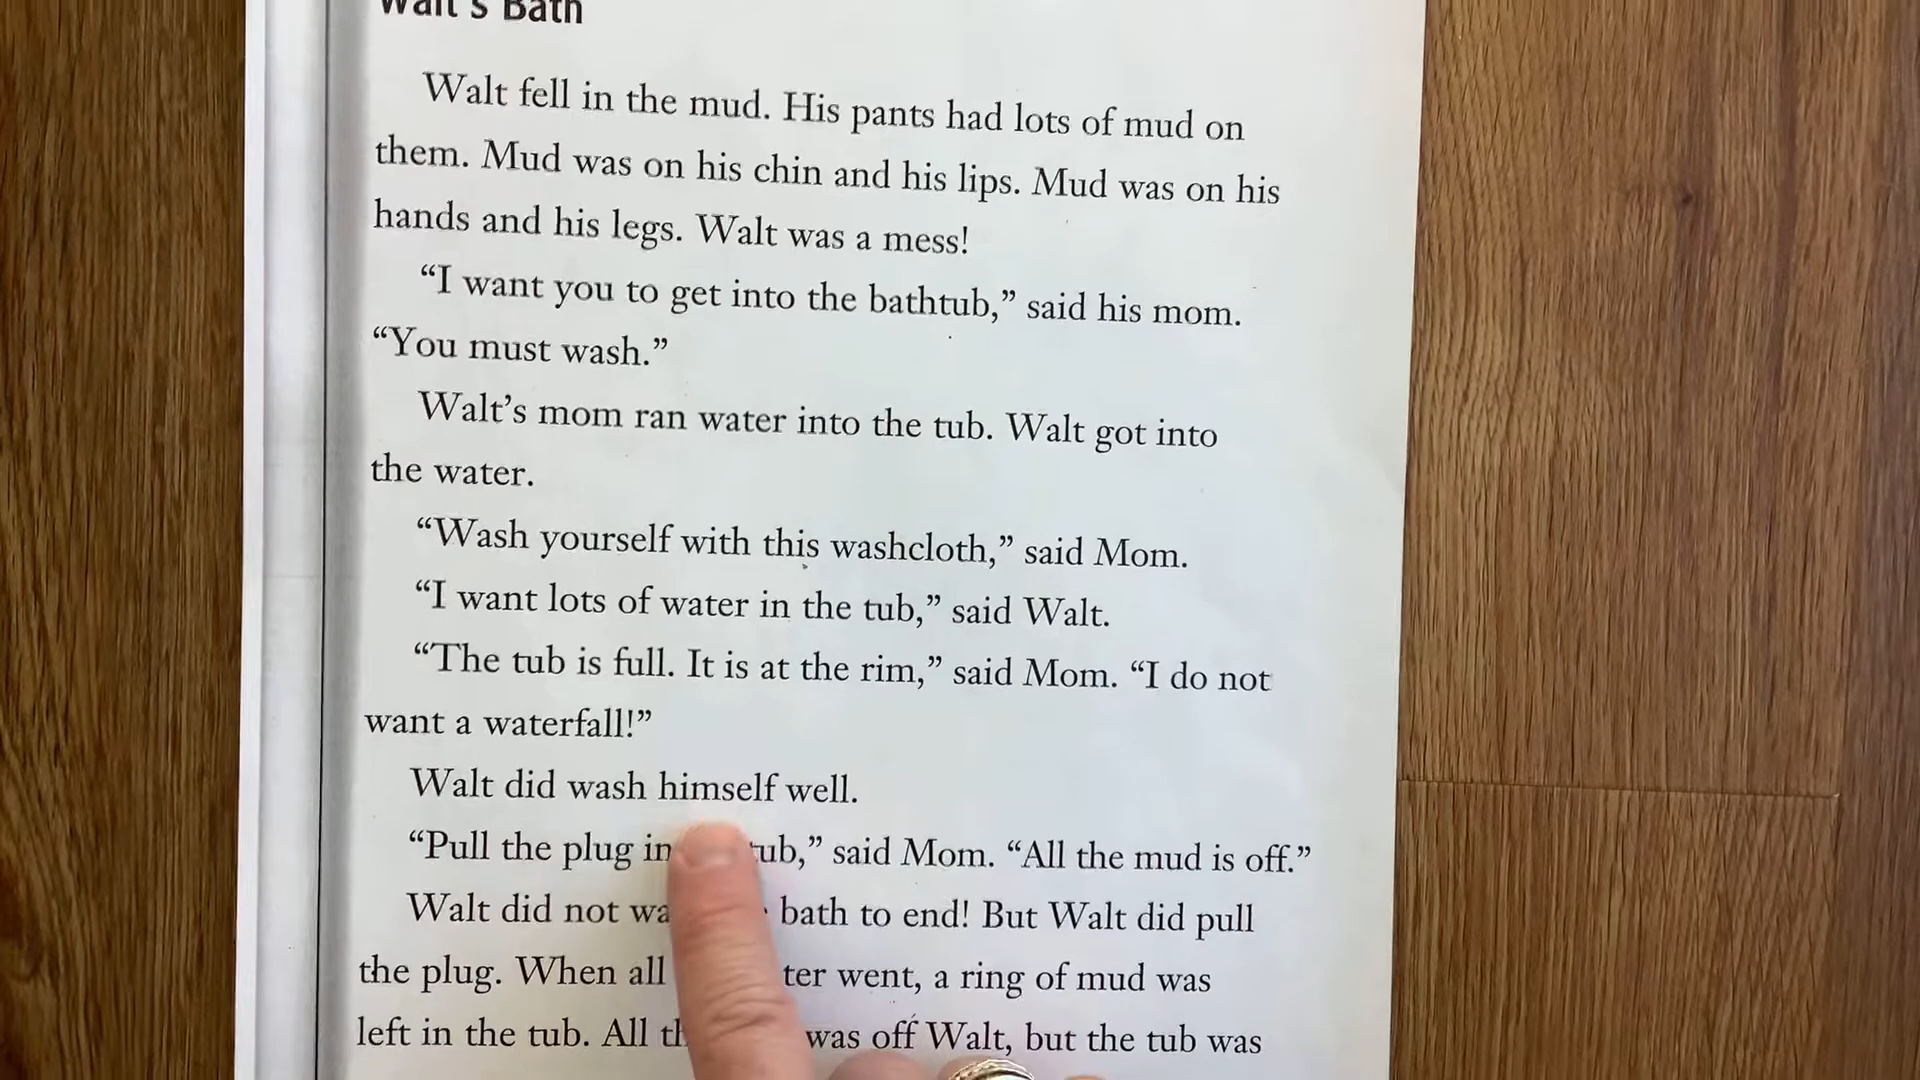 Walt's Bath
Walt fell in the mud. His pants had lots of mud on
them. Mud was on his chin and his lips. Mud was on his
hands and his legs. Walt was a mess!
“I want you to get into the bathtub,” said his mom.
“You must wash.”
Walt’s mom ran water into the tub. Walt got into
the water.
“Wash yourself with this washcloth,” said Mom.
“I want lots of water in the tub,” said Walt.
“The tub is full. It is at the rim,” said Mom. “I do not
want a waterfall!”
Walt did wash himself well.
“Pull the plug in tub,” said Mom. “All the mud is off.”
Walt did not bath to end! But Walt did pull
the plug. When all went, a ring of mud was
left in the tub. All was off Walt, but the tub was